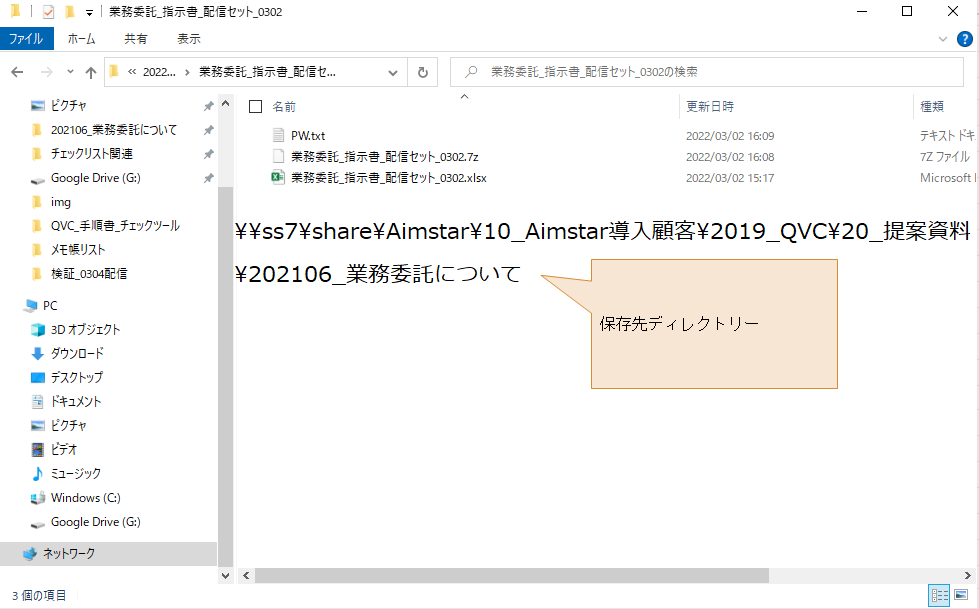 業務委託_指示書_配信セット_0302
ファイル ホーム 共有 表示
« 2022... › 業務委託_指示書_配信セ...
業務委託_指示書_配信セット_0302の検索
ピクチャ
202106_業務委託について
チェックリスト関連
Google Drive (G:)
img
QVC_手順書_チェックツール
メモ帳リスト
検証_0304配信
PC
3D オブジェクト
ダウンロード
デスクトップ
ドキュメント
ピクチャ
ビデオ
ミュージック
Windows (C:)
Google Drive (G:)
ネットワーク
名前 更新日時 種類
PW.txt 2022/03/02 16:09 テキスト ドキ
業務委託_指示書_配信セット_0302.7z 2022/03/02 16:08 7Z ファイル
業務委託_指示書_配信セット_0302.xlsx 2022/03/02 15:17 Microsoft
¥¥ss7¥share¥Aimstar¥10_Aimstar導入顧客¥2019_QVC¥20_提案資料
¥202106_業務委託について
保存先ディレクトリー
3 個の項目